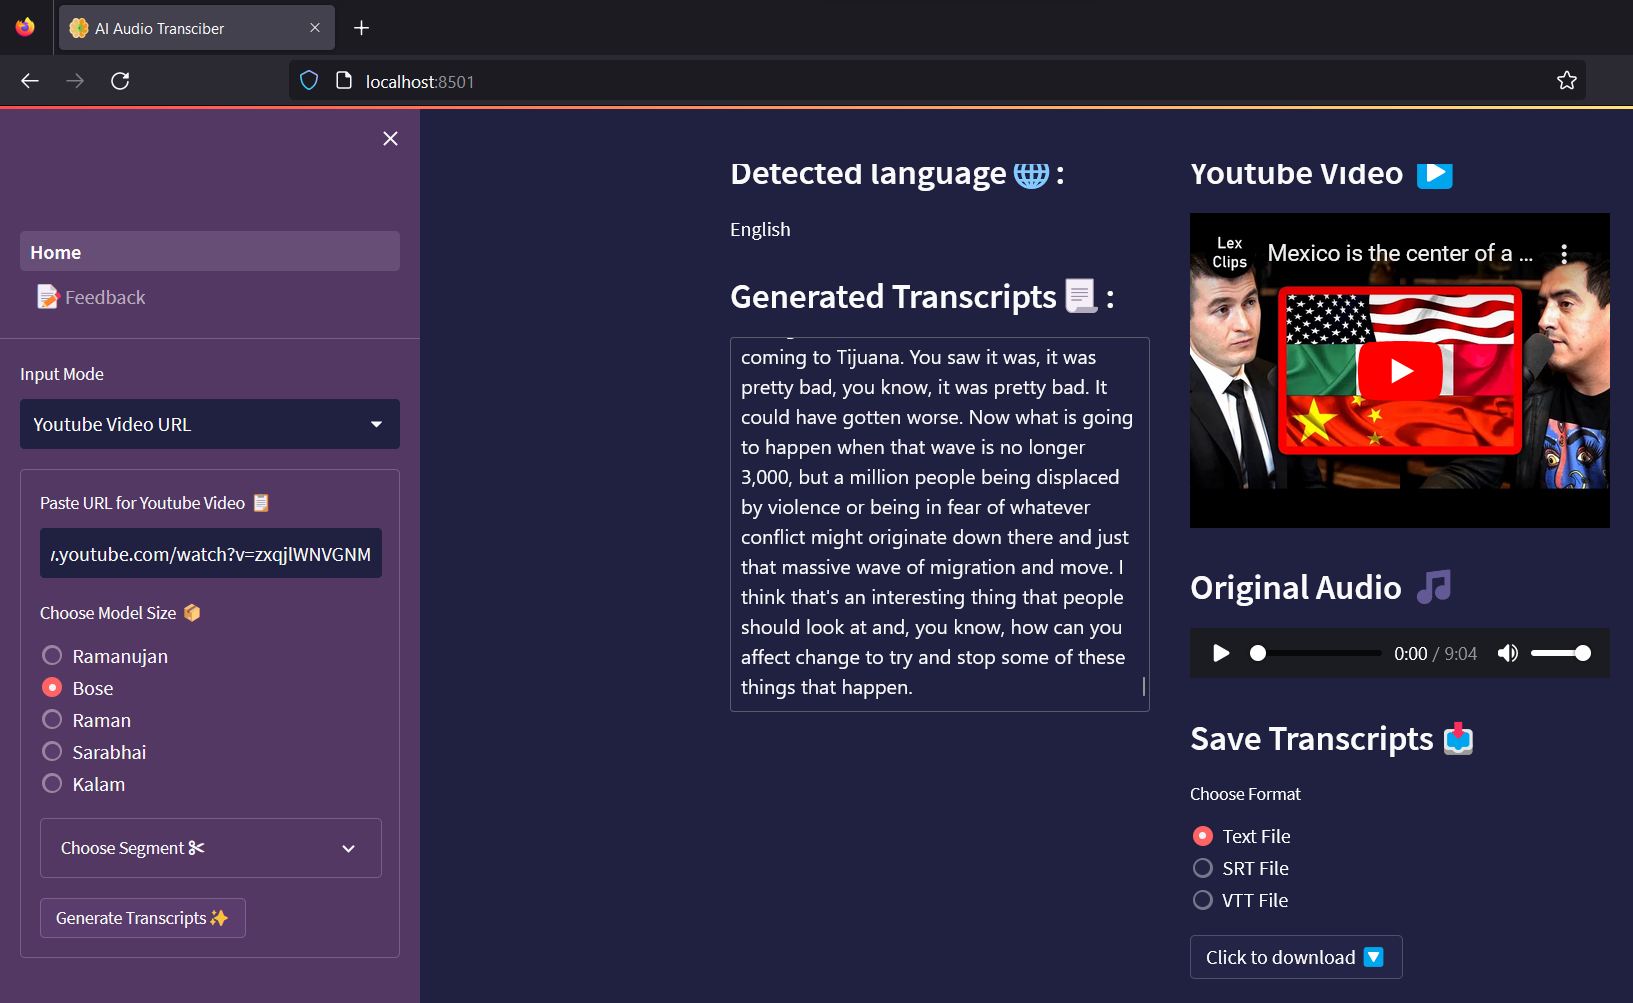 AI Audio Transciber
localhost:8501
Home
Feedback
Input Mode
Youtube Video URL
Paste URL for Youtube Video
.youtube.com/watch?v=zxqjlWNVGNM
Choose Model Size
Ramanujan
Bose
Raman
Sarabhai
Kalam
Choose Segment
Generate Transcripts
Detected language :
English
Generated Transcripts :
coming to Tijuana. You saw it was, it was
pretty bad, you know, it was pretty bad. It
could have gotten worse. Now what is going
to happen when that wave is no longer
3,000, but a million people being displaced
by violence or being in fear of whatever
conflict might originate down there and just
that massive wave of migration and move. I
think that's an interesting thing that people
should look at and, you know, how can you
affect change to try and stop some of these
things that happen.
Youtube Video
Lex
Clips
Mexico is the center of a ...
Original Audio
0:00 / 9:04
Save Transcripts
Choose Format
Text File
SRT File
VTT File
Click to download